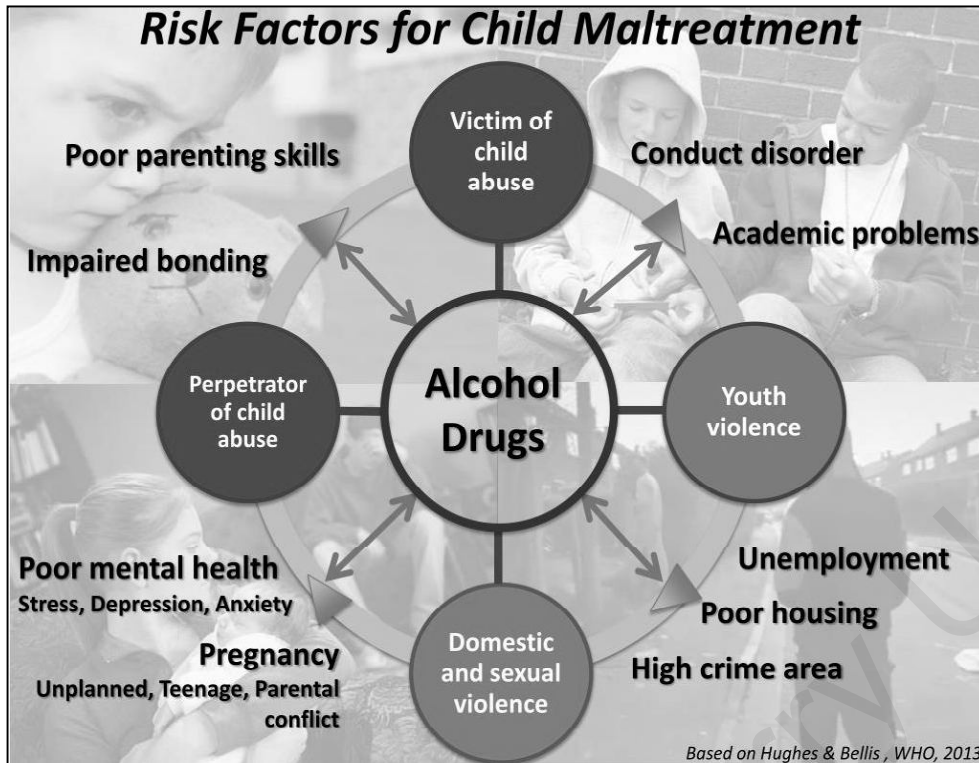 Risk Factors for Child Maltreatment
Victim of
child
abuse
Poor parenting skills
Impaired bonding
Conduct disorder
Academic problems
Perpetrator
of child
abuse
Alcohol
Drugs
Youth
violence
Poor mental health
Stress, Depression, Anxiety
Pregnancy
Unplanned, Teenage, Parental
conflict
Domestic
and sexual
violence
Unemployment
Poor housing
High crime area
Based on Hughes & Bellis , WHO, 2013